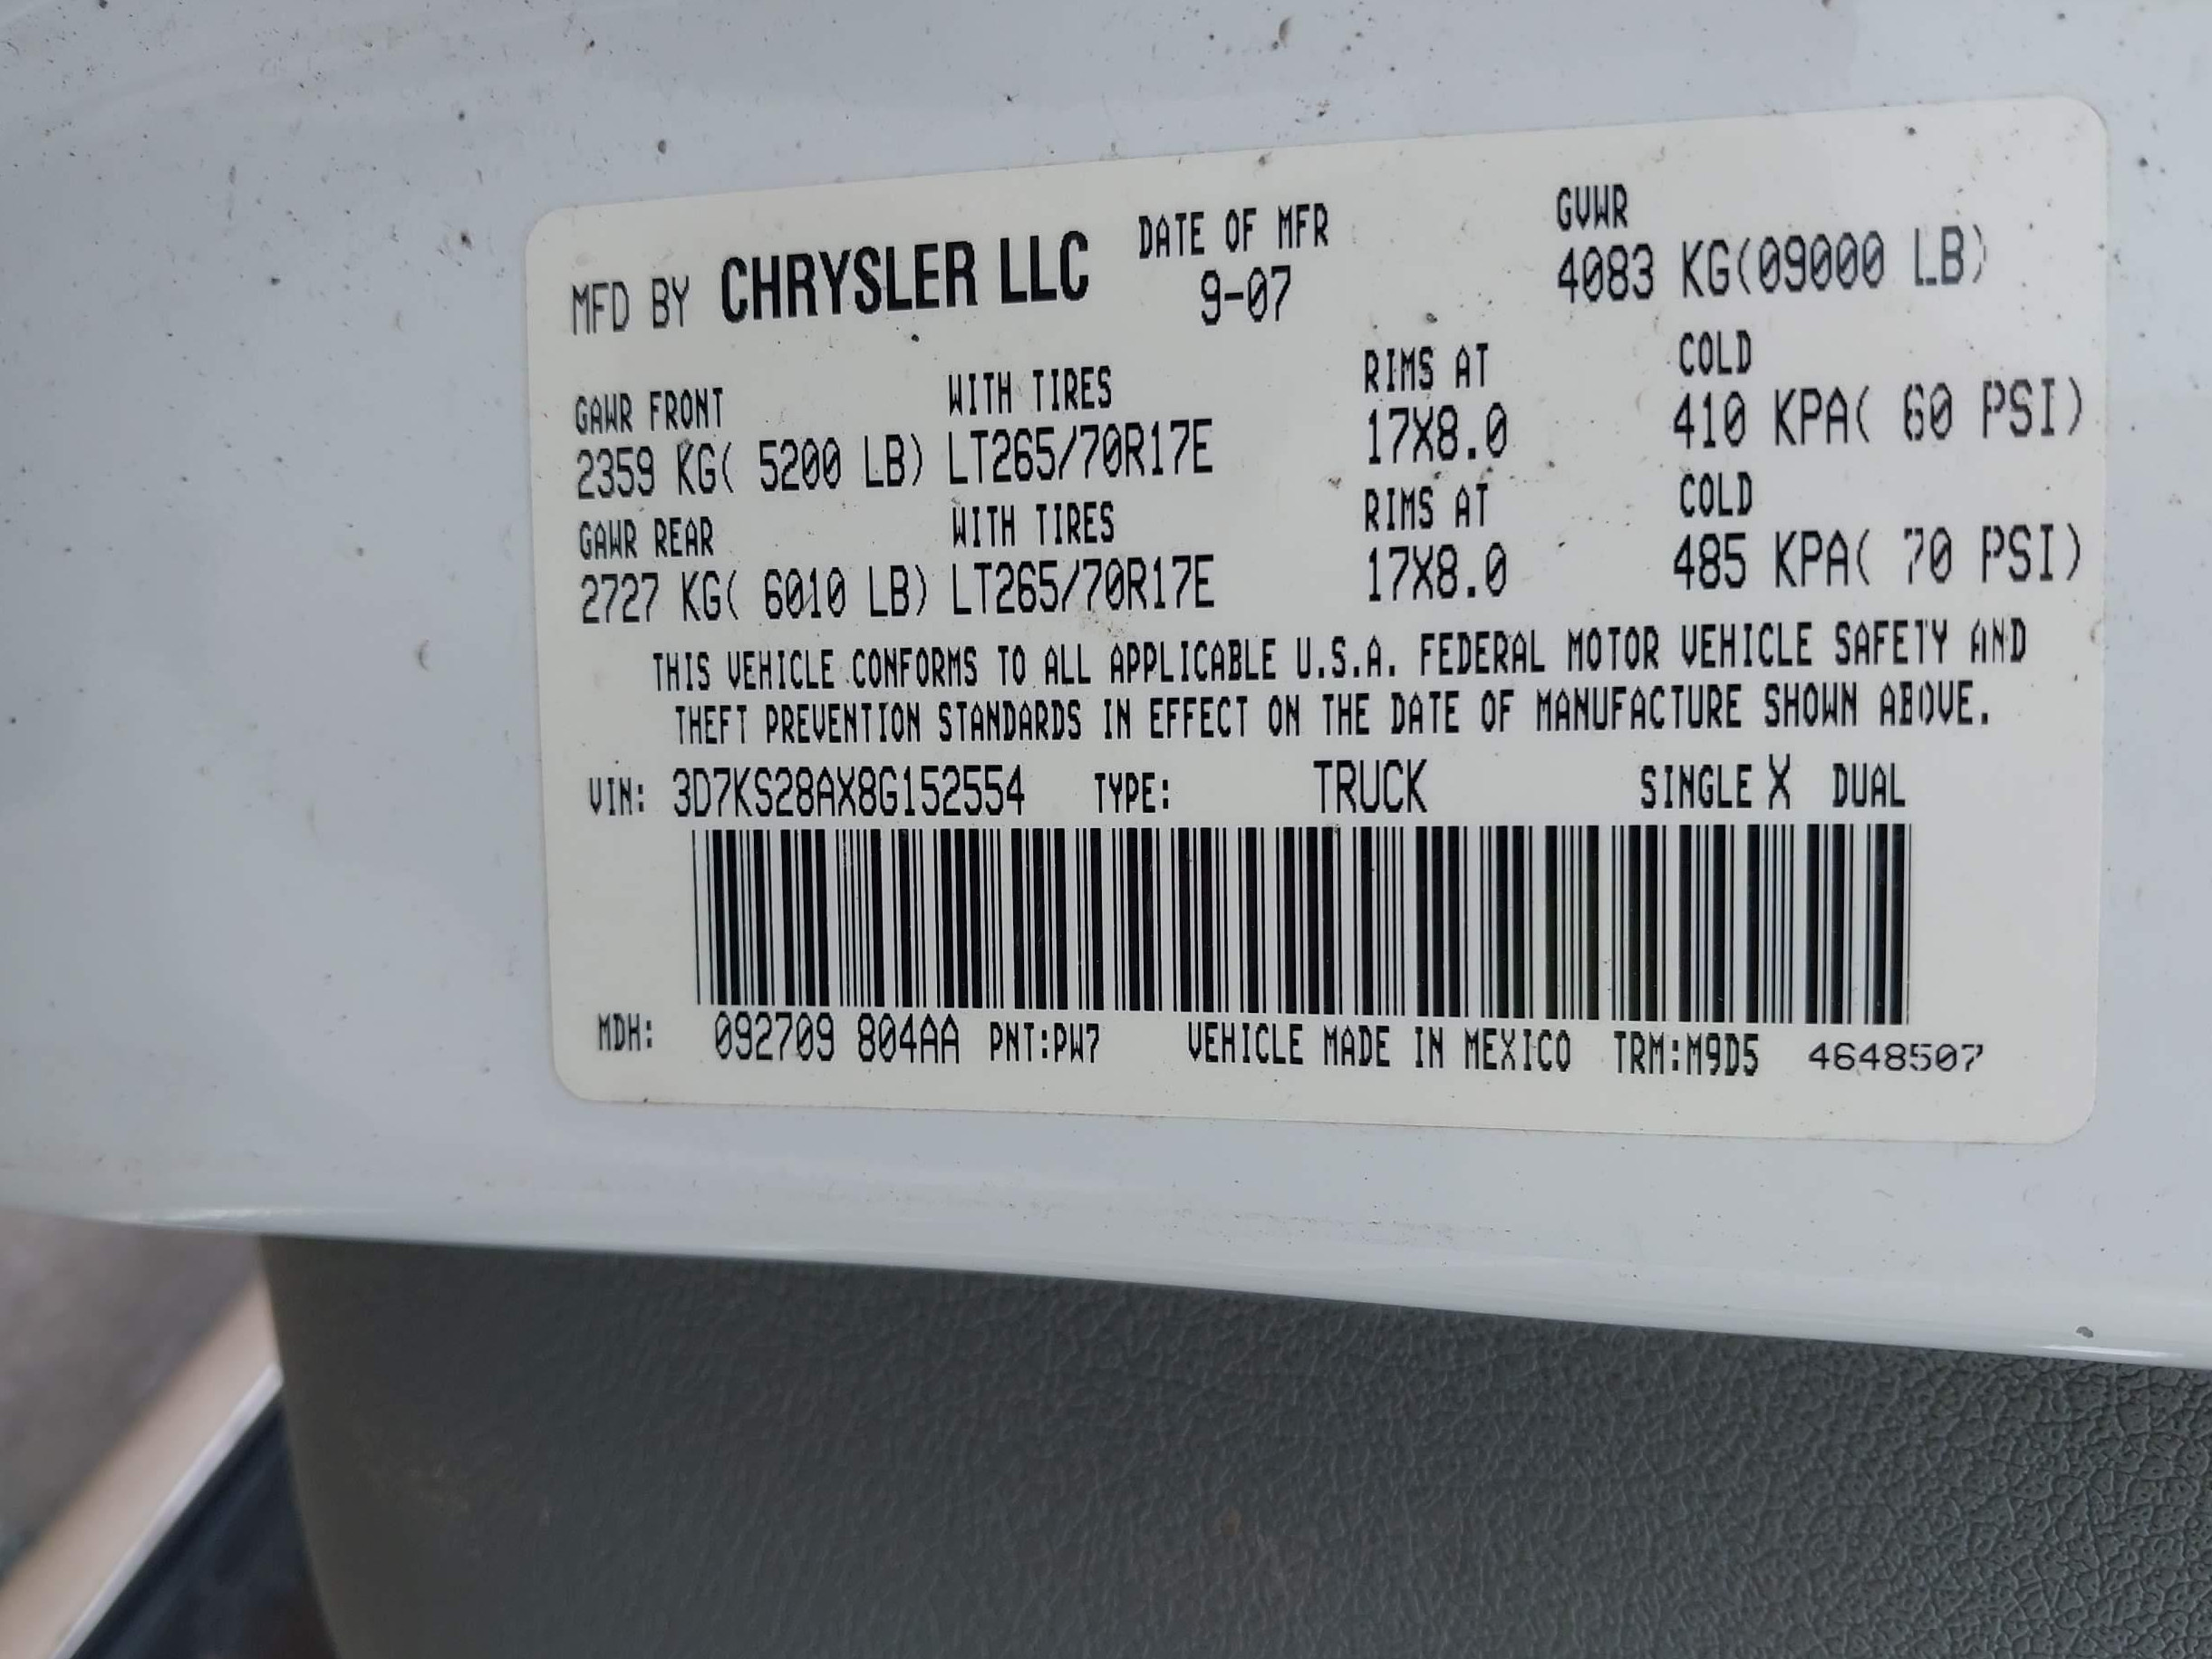 MFD BY CHRYSLER LLC DATE OF MFR GVWR
9-07 4083 KG(09000 LB)
GAWR FRONT WITH TIRES RIMS AT COLD
2359 KG( 5200 LB) LT265/70R17E 17X8.0 410 KPA( 60 PSI)
GAWR REAR WITH TIRES RIMS AT COLD
2727 KG( 6010 LB) LT265/70R17E 17X8.0 485 KPA( 70 PSI)
THIS VEHICLE CONFORMS TO ALL APPLICABLE U.S.A. FEDERAL MOTOR VEHICLE SAFETY AND
THEFT PREVENTION STANDARDS IN EFFECT ON THE DATE OF MANUFACTURE SHOWN ABOVE.
VIN: 3D7KS28AX8G152554 TYPE: TRUCK SINGLE X DUAL
MDH: 092709 804AA PNT:PW7 VEHICLE MADE IN MEXICO TRM:M9D5 4648507